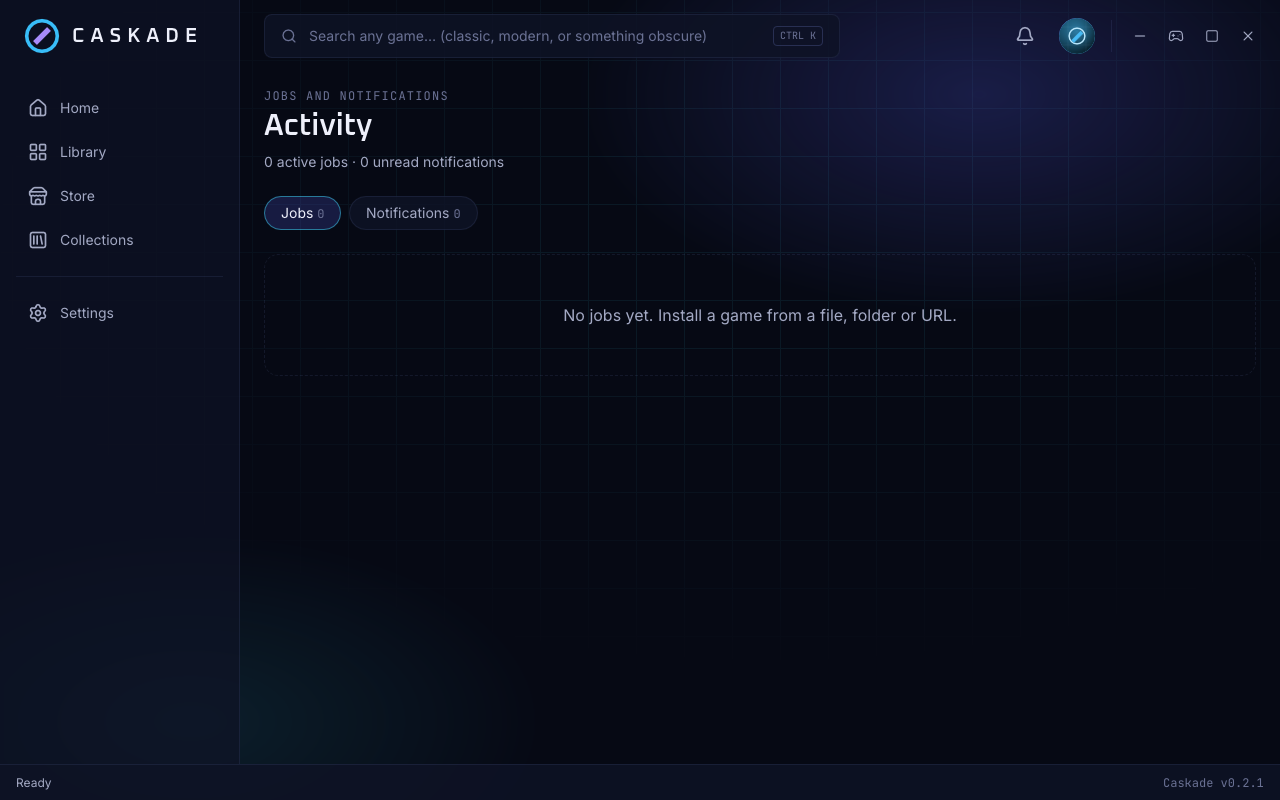 CASKADE
Search any game... (classic, modern, or something obscure)
CTRL K
Home
Library
Store
Collections
Settings
JOBS AND NOTIFICATIONS
Activity
0 active jobs · 0 unread notifications
Jobs 0
Notifications 0
No jobs yet. Install a game from a file, folder or URL.
Ready
Caskade v0.2.1